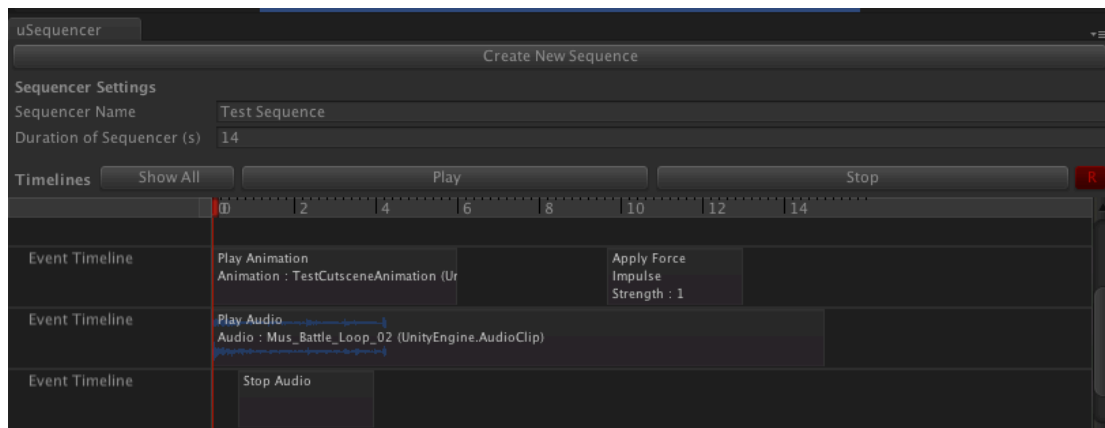 uSequencer
Create New Sequence
Sequencer Settings
Sequencer Name Test Sequence
Duration of Sequencer (s) 14
Timelines Show All Play Stop R
0 2 4 6 8 10 12 14
Event Timeline Play Animation Apply Force
Animation : TestCutsceneAnimation (Ur Impulse
Strength : 1
Event Timeline Play Audio
Audio : Mus_Battle_Loop_02 (UnityEngine.AudioClip)
Event Timeline Stop Audio